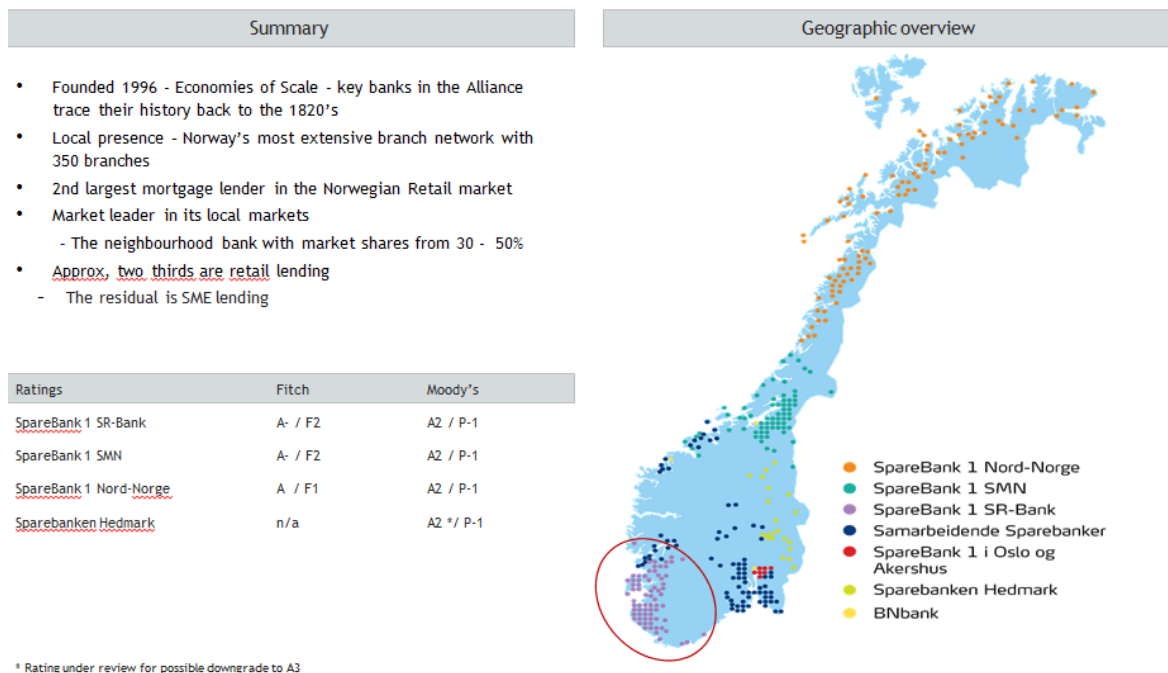 Summary
• Founded 1996 - Economies of Scale - key banks in the Alliance
trace their history back to the 1820's
• Local presence - Norway's most extensive branch network with
350 branches
• 2nd largest mortgage lender in the Norwegian Retail market
• Market leader in its local markets
- The neighbourhood bank with market shares from 30 - 50%
• Approx, two thirds are retail lending
- The residual is SME lending
Ratings Fitch Moody's
SpareBank 1 SR-Bank A- / F2 A2 / P-1
SpareBank 1 SMN A- / F2 A2 / P-1
SpareBank 1 Nord-Norge A / F1 A2 / P-1
Sparebanken Hedmark n/a A2 */ P-1
* Rating under review for possible downgrade to A3
Geographic overview
SpareBank 1 Nord-Norge
SpareBank 1 SMN
SpareBank 1 SR-Bank
Samarbeidende Sparebanker
SpareBank 1 i Oslo og
Akershus
Sparebanken Hedmark
BNbank